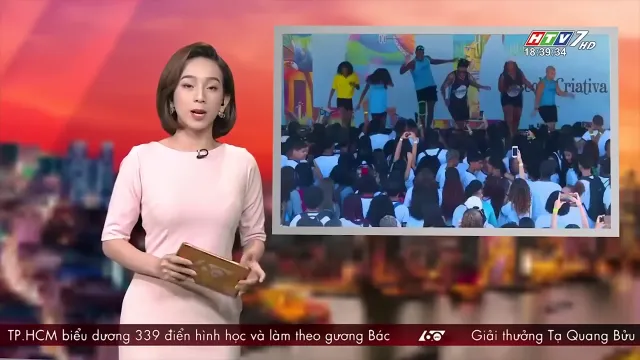 HTV7 HD
18:39:34
Criativa
TP.HCM biểu dương 339 điển hình học và làm theo gương Bác
60
Giải thưởng Tạ Quang Bửu